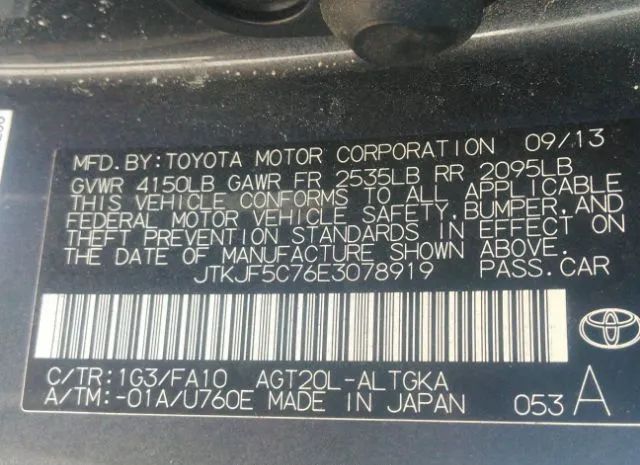 MFD. BY: TOYOTA MOTOR CORPORATION 09/13
GVWR 4150LB GAWR FR 2535LB RR 2095LB
THIS VEHICLE CONFORMS TO ALL APPLICABLE
FEDERAL MOTOR VEHICLE SAFETY, BUMPER, AND
THEFT PREVENTION STANDARDS IN EFFECT ON
THE DATE OF MANUFACTURE SHOWN ABOVE.
JTKJF5C76E3078919 PASS. CAR
C/TR: 1G3/FA10 AGT20L-ALTGKA
A/TM: -01A/U760E MADE IN JAPAN 053 A